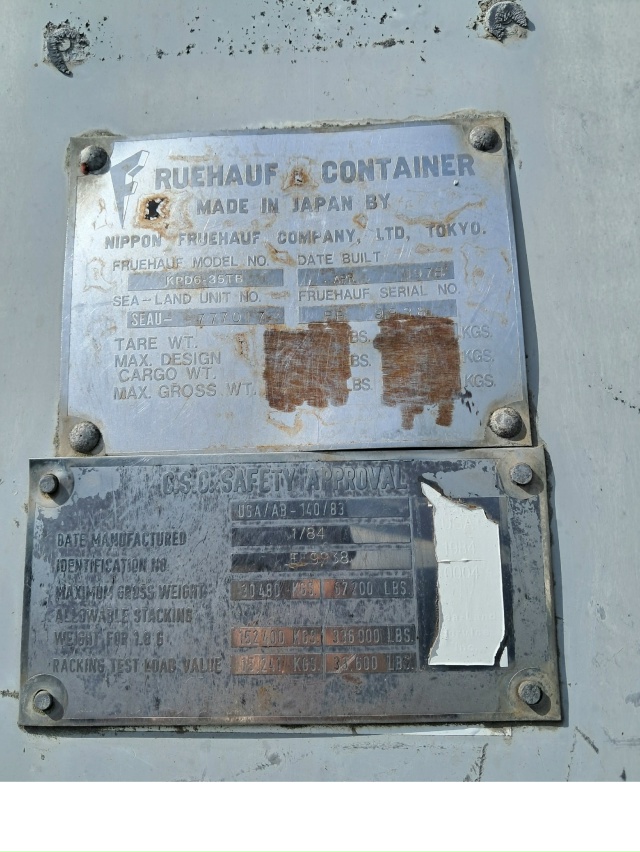 FRUEHAUF CONTAINER
MADE IN JAPAN BY
NIPPON FRUEHAUF COMPANY, LTD, TOKYO.
FRUEHAUF MODEL NO. DATE BUILT
KPD6-35TB
SEA-LAND UNIT NO. FRUEHAUF SERIAL NO.
SEAU-
TARE WT. LBS. KGS.
MAX. DESIGN
CARGO WT. LBS. KGS.
MAX. GROSS WT. LBS. KGS.
C.S.C. SAFETY APPROVAL
USA/AB-140/83
DATE MANUFACTURED 1/84
IDENTIFICATION NO.
MAXIMUM GROSS WEIGHT 30480 KGS. 67200 LBS.
ALLOWABLE STACKING
WEIGHT FOR 1.8 G 152400 KGS. 336000 LBS.
RACKING TEST LOAD VALUE KGS. LBS.